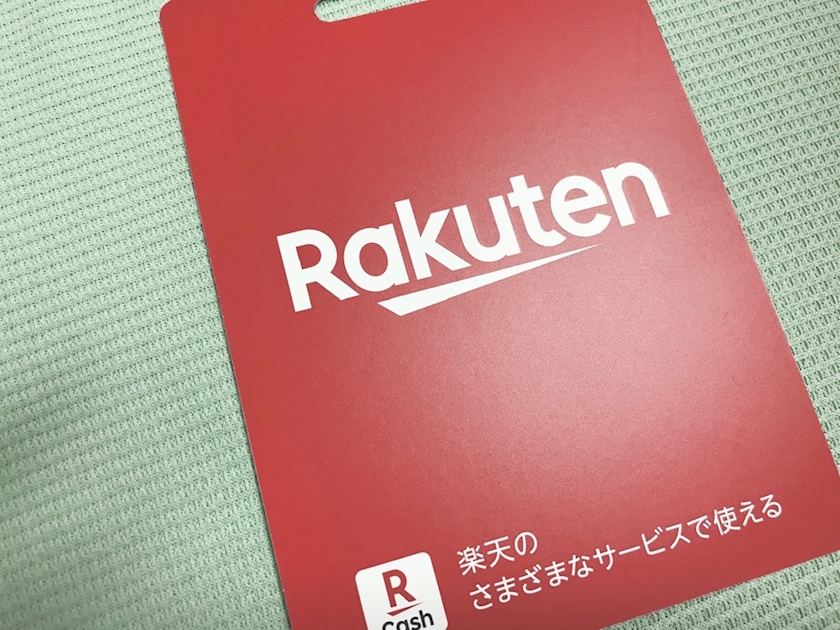 Rakuten
楽天の
さまざまなサービスで使える
R
Cash